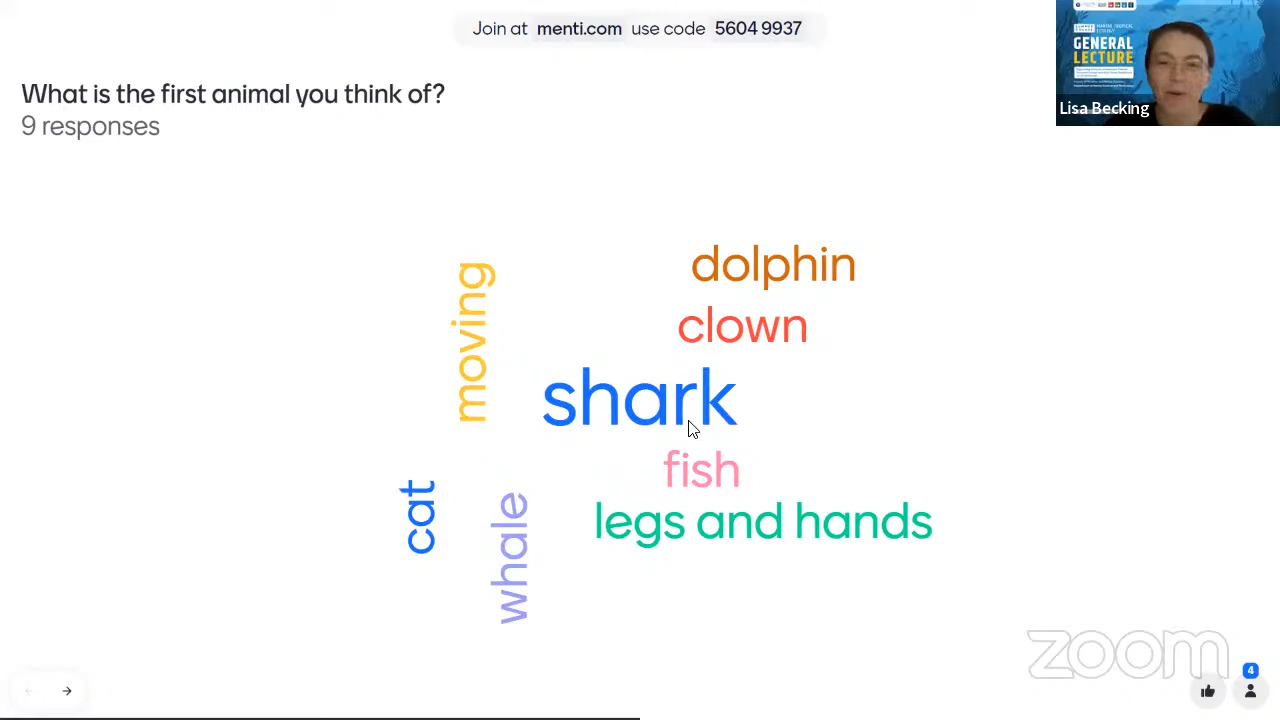 Join at menti.com use code 5604 9937
What is the first animal you think of?
9 responses
GENERAL
LECTURE
Lisa Becking
dolphin
moving
clown
shark
fish
cat
whale
legs and hands
zoom
4